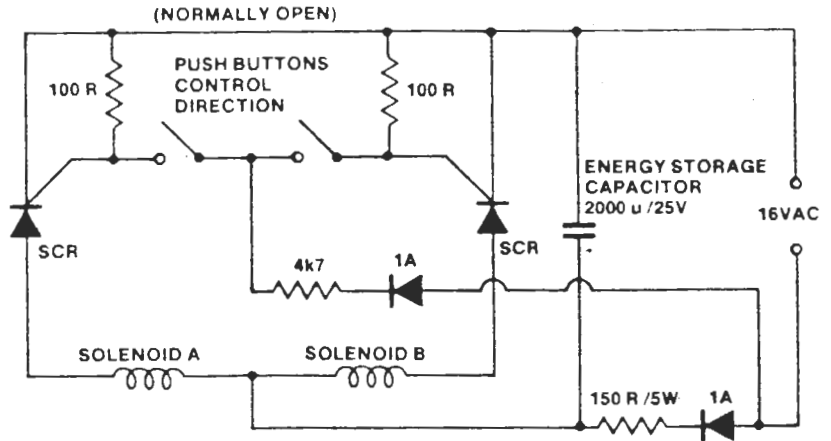 (NORMALLY OPEN)
PUSH BUTTONS
CONTROL
DIRECTION
100 R
100 R
ENERGY STORAGE
CAPACITOR
2000 u /25V
16VAC
SCR
SCR
4k7
1A
SOLENOID A
SOLENOID B
150 R /5W
1A